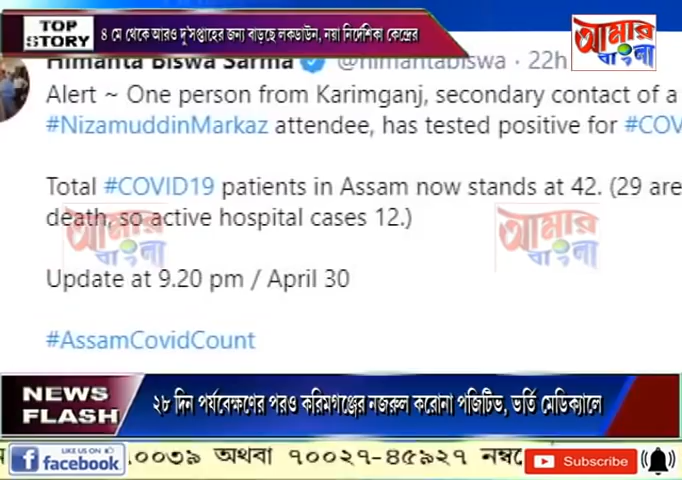 TOP STORY
৪ মে থেকে আরও দু'সপ্তাহের জন্য বাড়ছে লকডাউন, নয়া নির্দেশিকা কেন্দ্রের
আমার বাংলা
Himanta Biswa Sarma @himantabiswa · 22h
Alert ~ One person from Karimganj, secondary contact of a
#NizamuddinMarkaz attendee, has tested positive for #COV
Total #COVID19 patients in Assam now stands at 42. (29 are
death, so active hospital cases 12.)
আমার বাংলা
আমার বাংলা
Update at 9.20 pm / April 30
#AssamCovidCount
NEWS FLASH
২৮ দিন পর্যবেক্ষণের পরও করিমগঞ্জের নজরুল করোনা পজিটিভ, ভর্তি মেডিক্যালে
LIKE US ON
facebook
.০০৩৯ অথবা ৭০০২৭-৪৫৯২৭ নম্ব
Subscribe